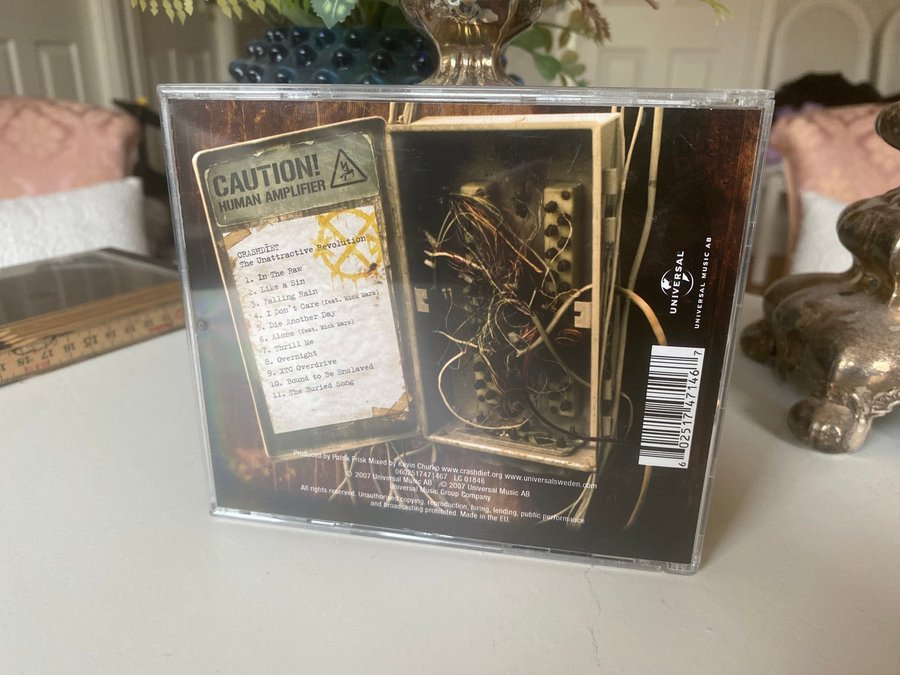 CAUTION!
HUMAN AMPLIFIER
CRASHDÏET
The Unattractive Revolution
1. In The Raw
2. Like a Sin
3. Falling Rain
4. I Don't Care (feat. Mick Mars)
5. Die Another Day
6. Alone (feat. Mick Mars)
7. Thrill Me
8. Overnight
9. XTC Overdrive
10. Bound to Be Enslaved
11. The Buried Song
UNIVERSAL
UNIVERSAL MUSIC AB
6 02517 47146 7
Produced by Patrik Frisk Mixed by Kevin Churko www.crashdiet.org www.universalsweden.com
0602517471467 LC 01846
℗ 2007 Universal Music AB © 2007 Universal Music AB
Universal Music Group Company
All rights reserved. Unauthorised copying, reproduction, hiring, lending, public performance
and broadcasting prohibited. Made in the EU.